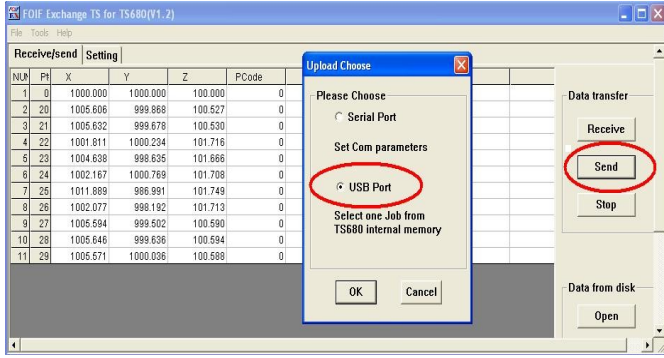 FOIF Exchange TS for TS680(V1.2)
File Tools Help
Receive/send Setting
NUM Pt X Y Z PCode
1 0 1000.000 1000.000 100.000 0
2 20 1005.606 999.868 100.527 0
3 21 1005.632 999.678 100.530 0
4 22 1001.811 1000.234 101.716 0
5 23 1004.638 998.635 101.666 0
6 24 1002.167 1000.769 101.708 0
7 25 1011.889 986.991 101.749 0
8 26 1002.077 998.192 101.713 0
9 27 1005.594 999.502 100.590 0
10 28 1005.646 999.636 100.594 0
11 29 1005.571 1000.036 100.588 0
Upload Choose
Please Choose
Serial Port
Set Com parameters
USB Port
Select one Job from
TS680 internal memory
OK Cancel
Data transfer
Receive
Send
Stop
Data from disk
Open